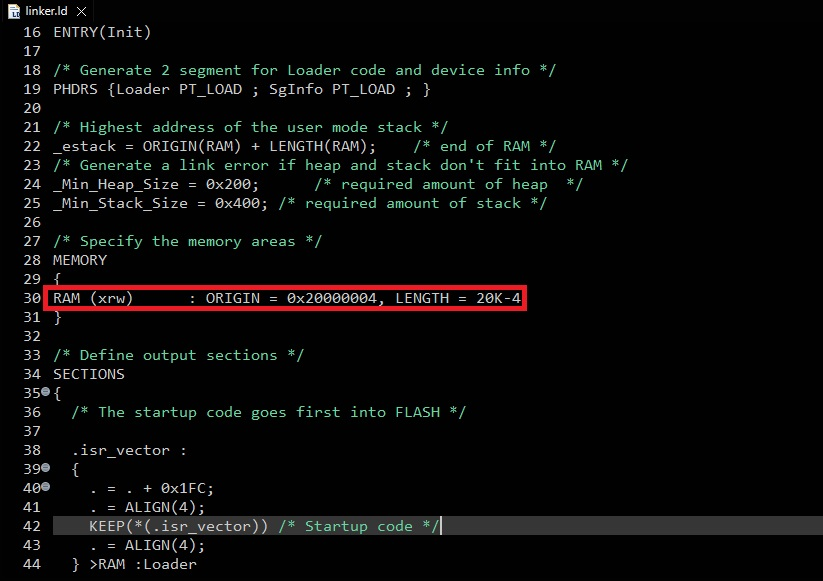 linker.ld
16 ENTRY(Init)
17
18 /* Generate 2 segment for Loader code and device info */
19 PHDRS {Loader PT_LOAD ; SgInfo PT_LOAD ; }
20
21 /* Highest address of the user mode stack */
22 _estack = ORIGIN(RAM) + LENGTH(RAM);    /* end of RAM */
23 /* Generate a link error if heap and stack don't fit into RAM */
24 _Min_Heap_Size = 0x200;      /* required amount of heap  */
25 _Min_Stack_Size = 0x400; /* required amount of stack */
26
27 /* Specify the memory areas */
28 MEMORY
29 {
30 RAM (xrw)      : ORIGIN = 0x20000004, LENGTH = 20K-4
31 }
32
33 /* Define output sections */
34 SECTIONS
35 {
36   /* The startup code goes first into FLASH */
37
38   .isr_vector :
39   {
40     . = . + 0x1FC;
41     . = ALIGN(4);
42     KEEP(*(.isr_vector)) /* Startup code */
43     . = ALIGN(4);
44   } >RAM :Loader